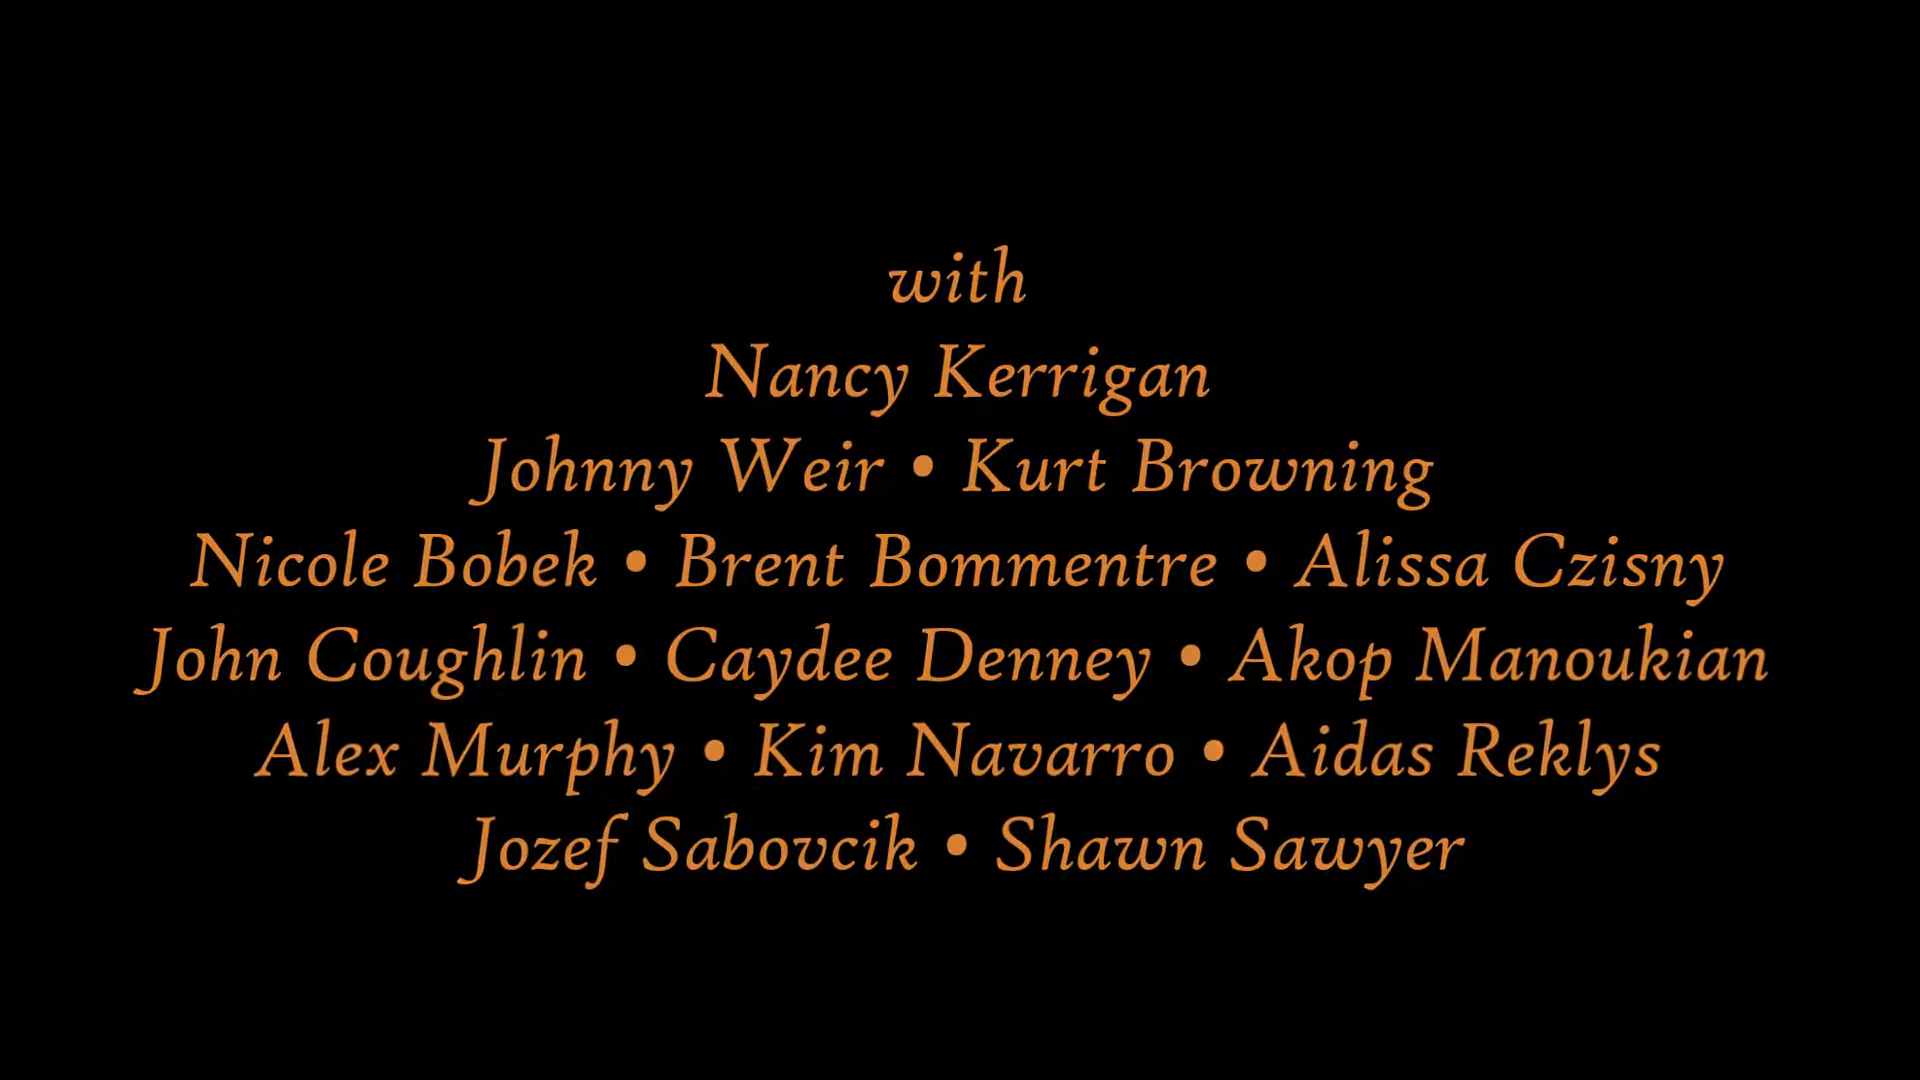 with
Nancy Kerrigan
Johnny Weir • Kurt Browning
Nicole Bobek • Brent Bommentre • Alissa Czisny
John Coughlin • Caydee Denney • Akop Manoukian
Alex Murphy • Kim Navarro • Aidas Reklys
Jozef Sabovcik • Shawn Sawyer